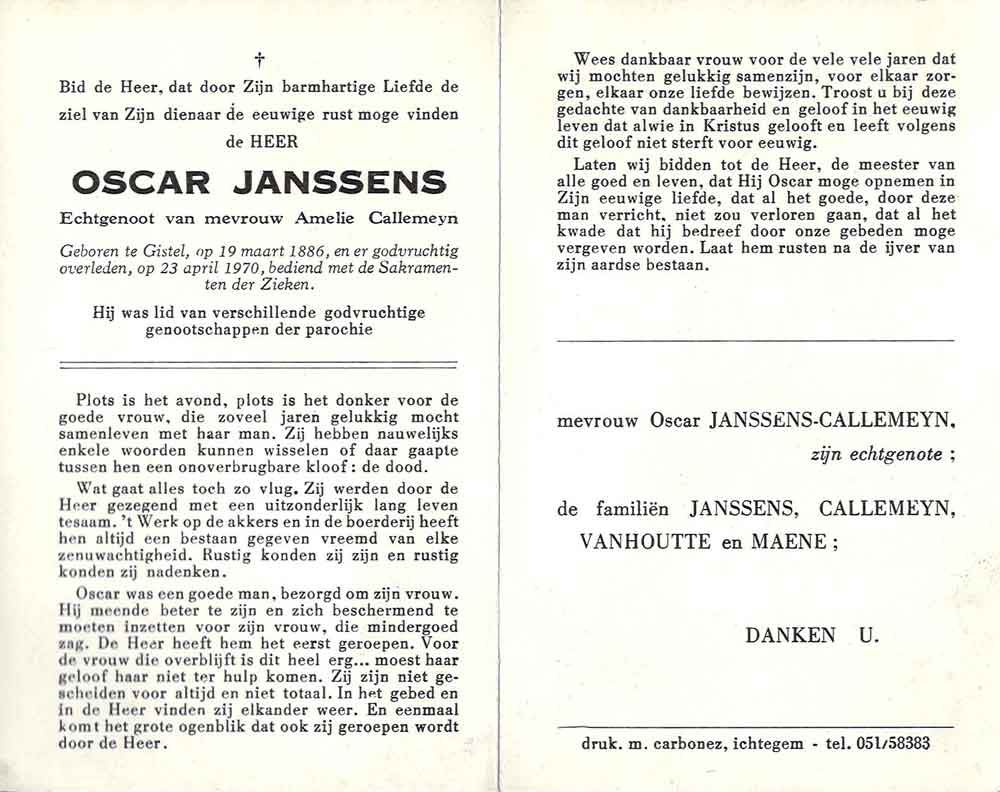 †
Bid de Heer, dat door Zijn barmhartige Liefde de
ziel van Zijn dienaar de eeuwige rust moge vinden
de HEER
OSCAR JANSSENS
Echtgenoot van mevrouw Amelie Callemeyn
Geboren te Gistel, op 19 maart 1886, en er godvruchtig
overleden, op 23 april 1970, bediend met de Sakramen-
ten der Zieken.
Hij was lid van verschillende godvruchtige
genootschappen der parochie
Plots is het avond, plots is het donker voor de
goede vrouw, die zoveel jaren gelukkig mocht
samenleven met haar man. Zij hebben nauwelijks
enkele woorden kunnen wisselen of daar gaapte
tussen hen een onoverbrugbare kloof : de dood.
Wat gaat alles toch zo vlug. Zij werden door de
Heer gezegend met een uitzonderlijk lang leven
tesaam. 't Werk op de akkers en in de boerderij heeft
hen altijd een bestaan gegeven vreemd van elke
zenuwachtigheid. Rustig konden zij zijn en rustig
konden zij nadenken.
Oscar was een goede man, bezorgd om zijn vrouw.
Hij meende beter te zijn en zich beschermend te
moeten inzetten voor zijn vrouw, die mindergoed
zag. De Heer heeft hem het eerst geroepen. Voor
de vrouw die overblijft is dit heel erg... moest haar
geloof haar niet ter hulp komen. Zij zijn niet ge-
scheiden voor altijd en niet totaal. In het gebed en
in de Heer vinden zij elkander weer. En eenmaal
komt het grote ogenblik dat ook zij geroepen wordt
door de Heer.
Wees dankbaar vrouw voor de vele vele jaren dat
wij mochten gelukkig samenzijn, voor elkaar zor-
gen, elkaar onze liefde bewijzen. Troost u bij deze
gedachte van dankbaarheid en geloof in het eeuwig
leven dat alwie in Kristus gelooft en leeft volgens
dit geloof niet sterft voor eeuwig.
Laten wij bidden tot de Heer, de meester van
alle goed en leven, dat Hij Oscar moge opnemen in
Zijn eeuwige liefde, dat al het goede, door deze
man verricht, niet zou verloren gaan, dat al het
kwade dat hij bedreef door onze gebeden moge
vergeven worden. Laat hem rusten na de ijver van
zijn aardse bestaan.
mevrouw Oscar JANSSENS-CALLEMEYN,
zijn echtgenote ;
de familiën JANSSENS, CALLEMEYN,
VANHOUTTE en MAENE ;
DANKEN U.
druk. m. carbonez, ichtegem - tel. 051/58383